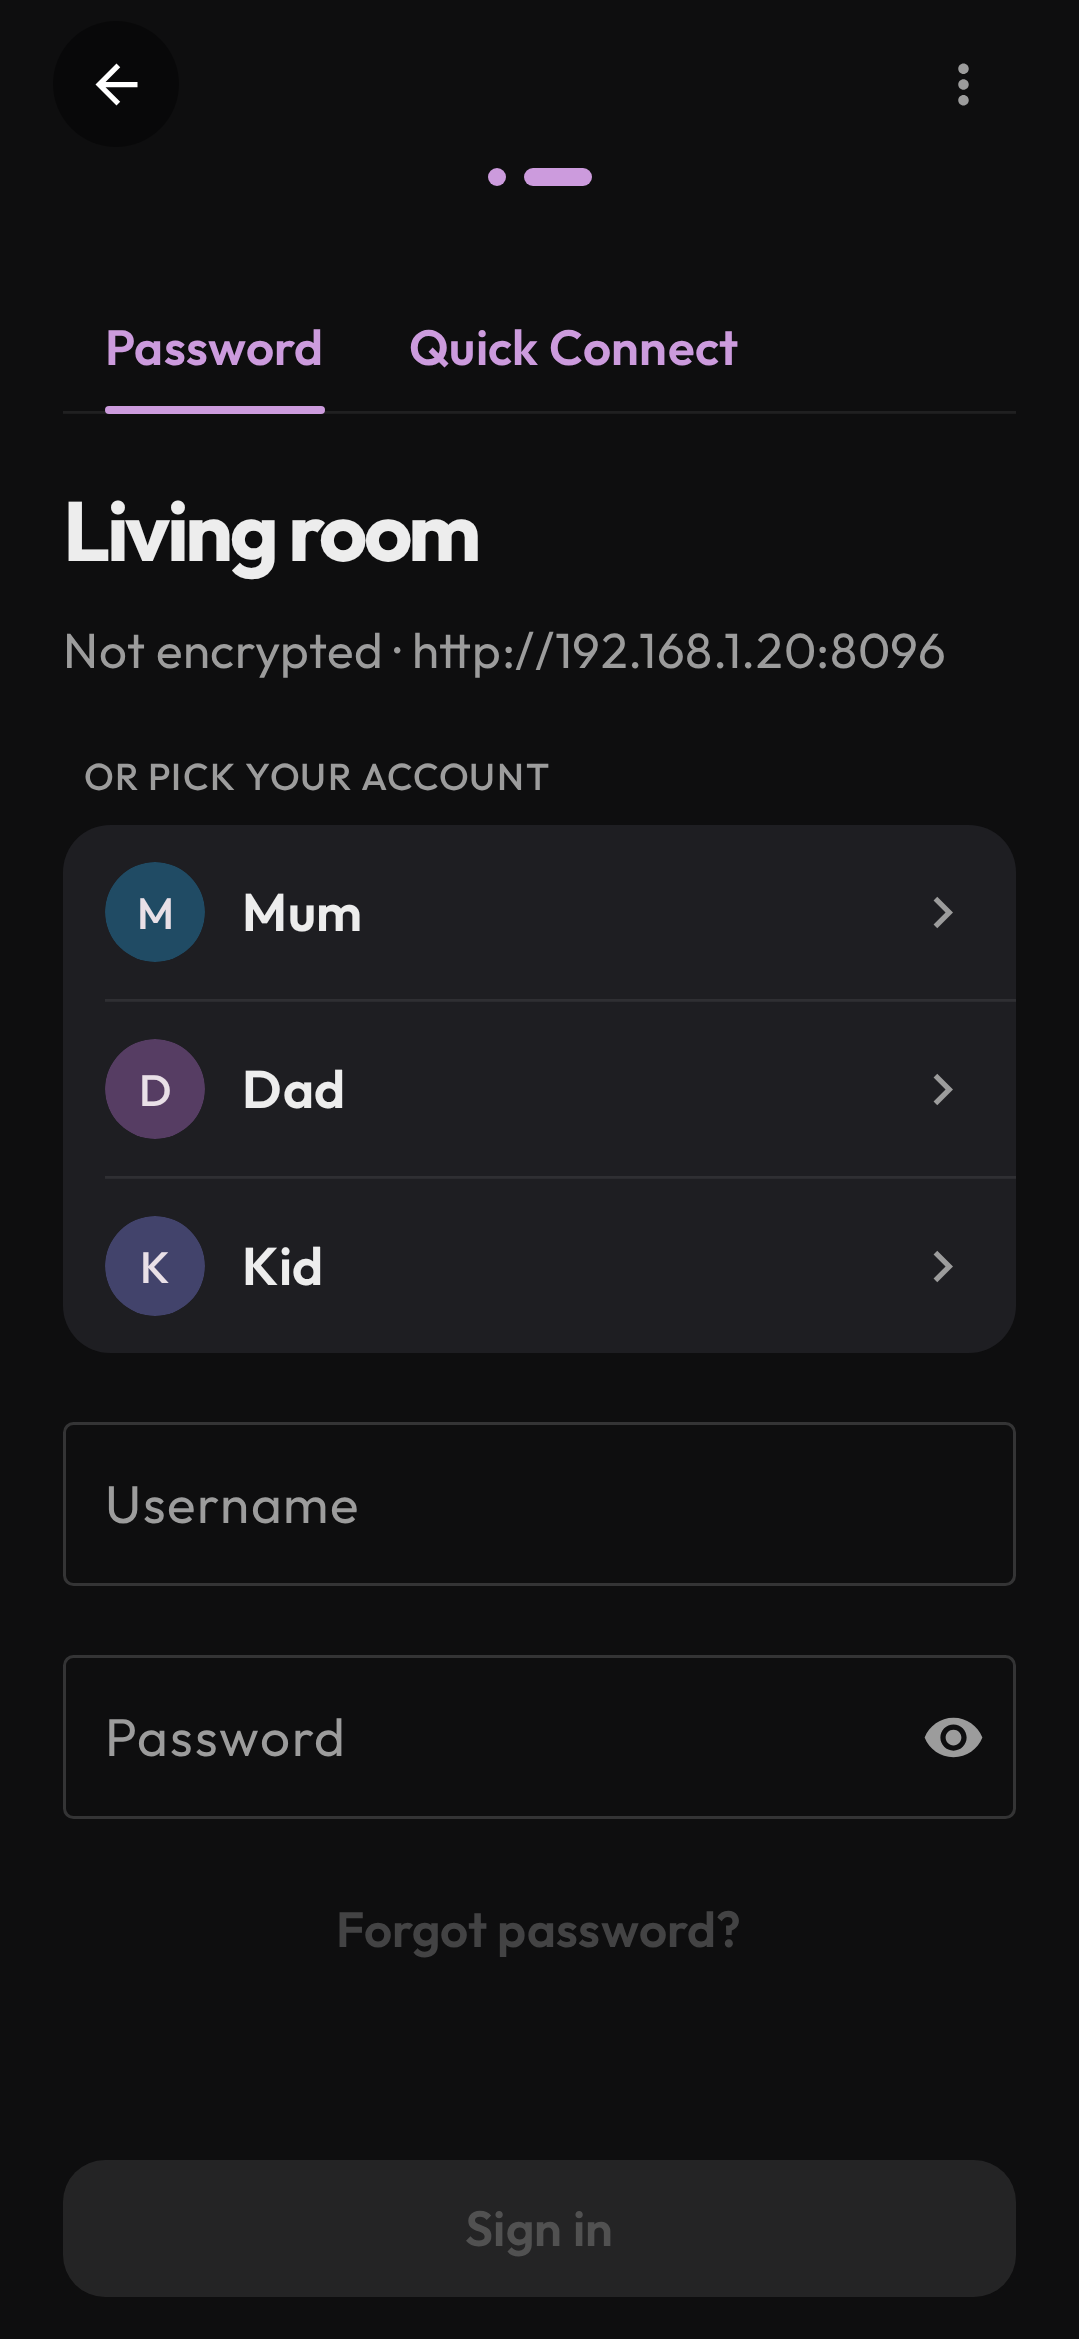 Password
Quick Connect
Living room
Not encrypted · http://192.168.1.20:8096
OR PICK YOUR ACCOUNT
M
Mum
D
Dad
K
Kid
Username
Password
Forgot password?
Sign in